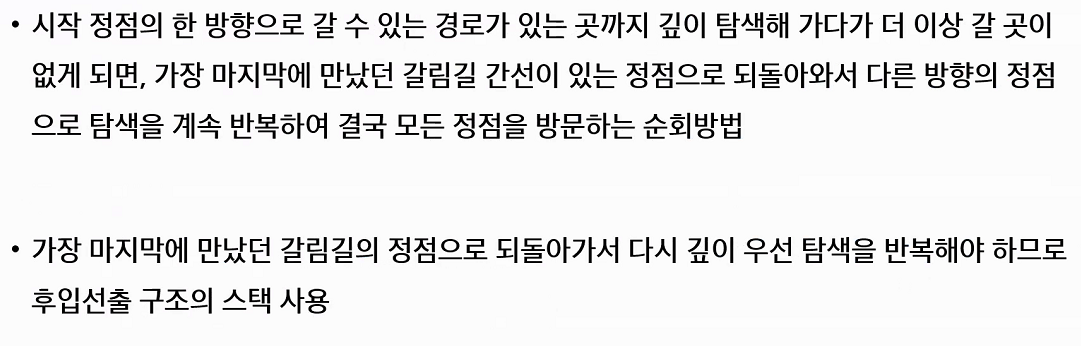 • 시작 정점의 한 방향으로 갈 수 있는 경로가 있는 곳까지 깊이 탐색해 가다가 더 이상 갈 곳이
없게 되면, 가장 마지막에 만났던 갈림길 간선이 있는 정점으로 되돌아와서 다른 방향의 정점
으로 탐색을 계속 반복하여 결국 모든 정점을 방문하는 순회방법
• 가장 마지막에 만났던 갈림길의 정점으로 되돌아가서 다시 깊이 우선 탐색을 반복해야 하므로
후입선출 구조의 스택 사용